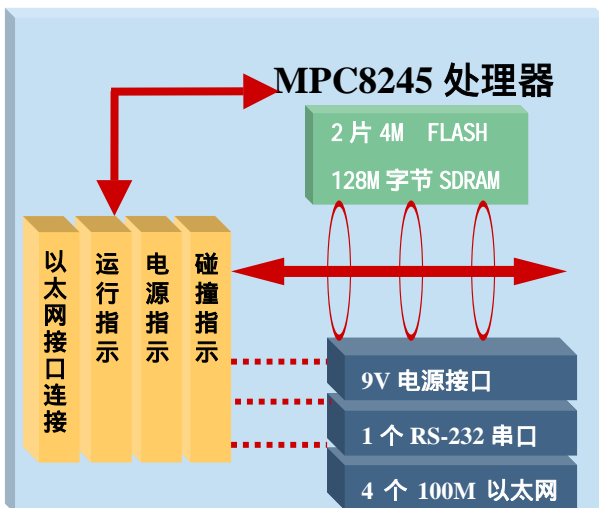 MPC8245 处理器
2 片 4M FLASH
128M 字节 SDRAM
以太网接口连接
运行指示
电源指示
碰撞指示
9V 电源接口
1 个 RS-232 串口
4 个 100M 以太网